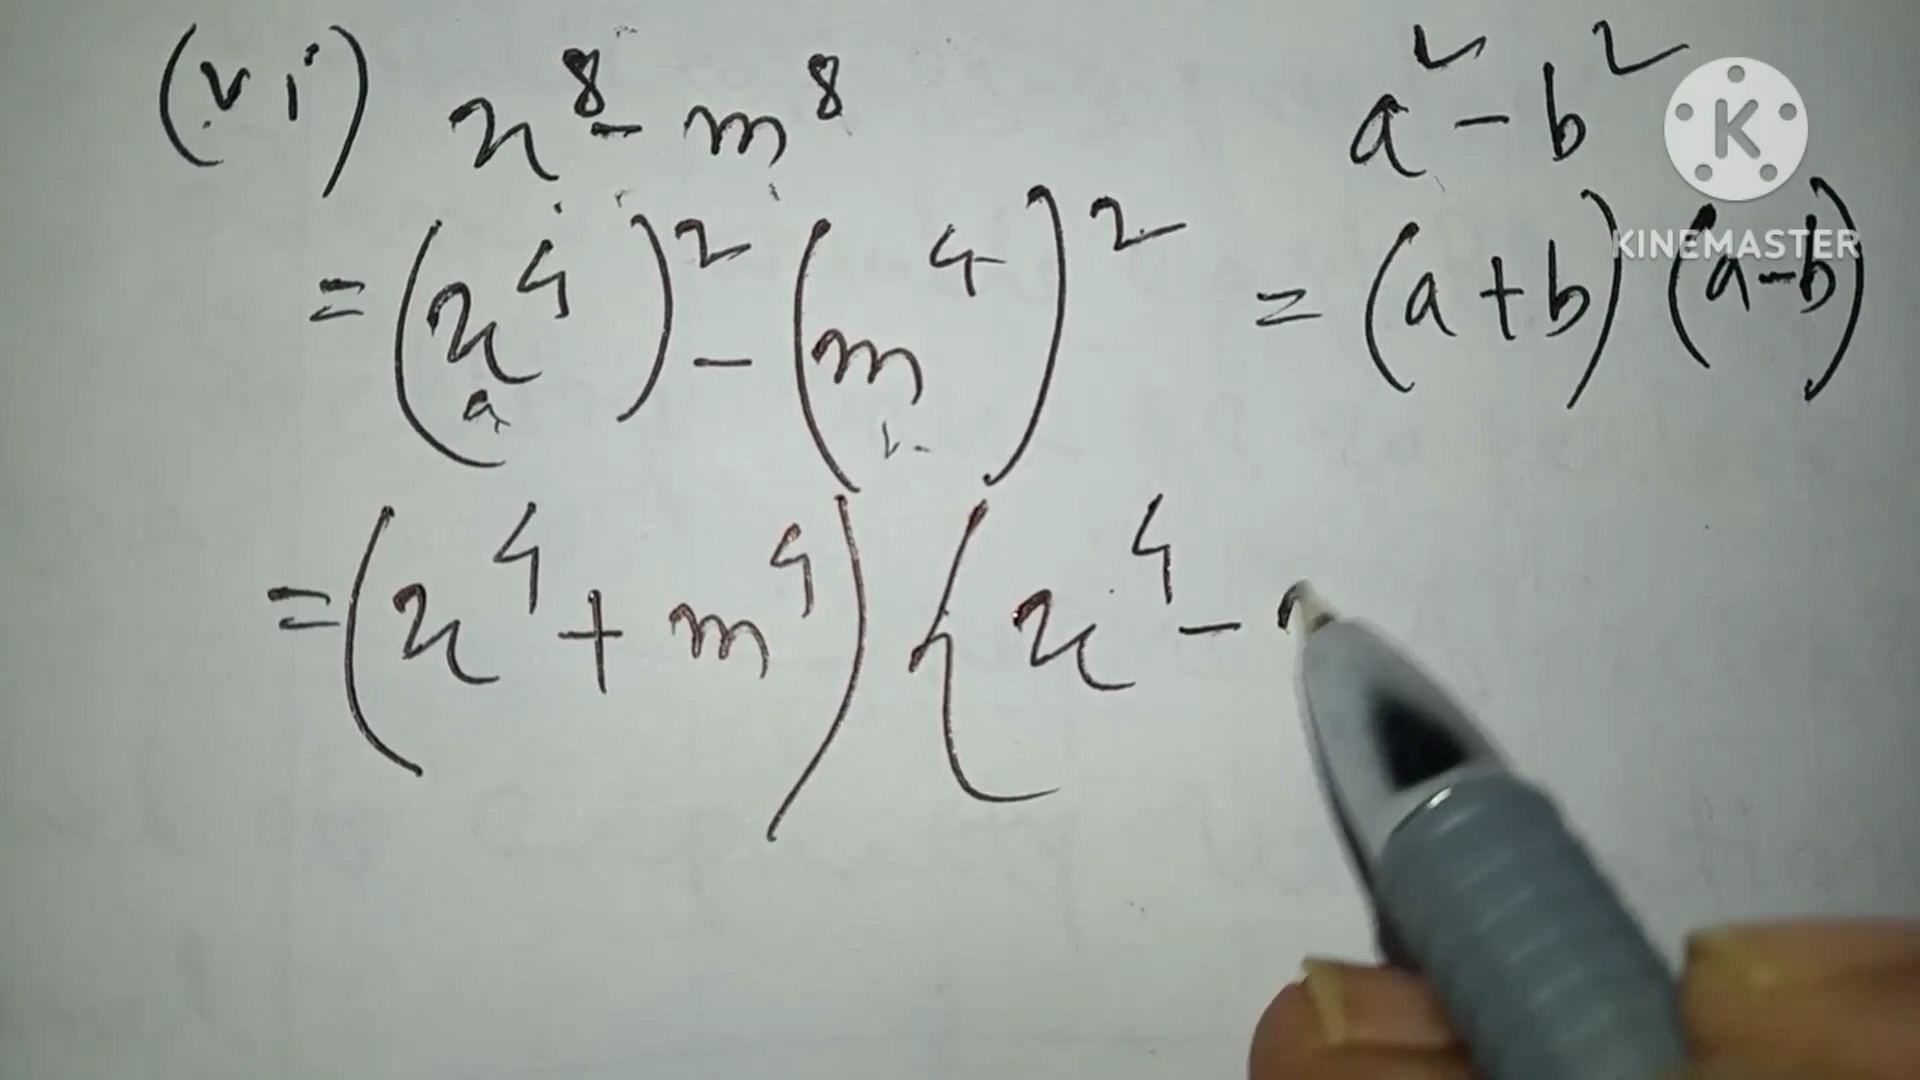 (vi) x⁸ - m⁸
= (x⁴)² - (m⁴)²
a b
= (x⁴ + m⁴) {x⁴ -
a² - b²
= (a + b) (a - b)
K
KINEMASTER